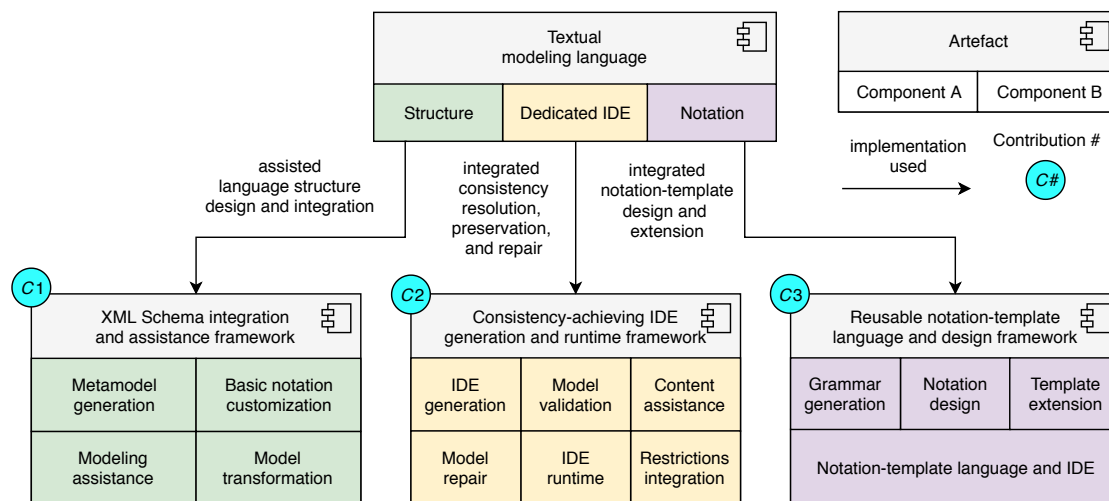 Textual
modeling language
Structure
Dedicated IDE
Notation
Artefact
Component A
Component B
implementation
used
Contribution #
C#
assisted
language structure
design and integration
integrated
consistency
resolution,
preservation,
and repair
integrated
notation-template
design and
extension
C1
XML Schema integration
and assistance framework
Metamodel
generation
Basic notation
customization
Modeling
assistance
Model
transformation
C2
Consistency-achieving IDE
generation and runtime framework
IDE
generation
Model
validation
Content
assistance
Model
repair
IDE
runtime
Restrictions
integration
C3
Reusable notation-template
language and design framework
Grammar
generation
Notation
design
Template
extension
Notation-template language and IDE